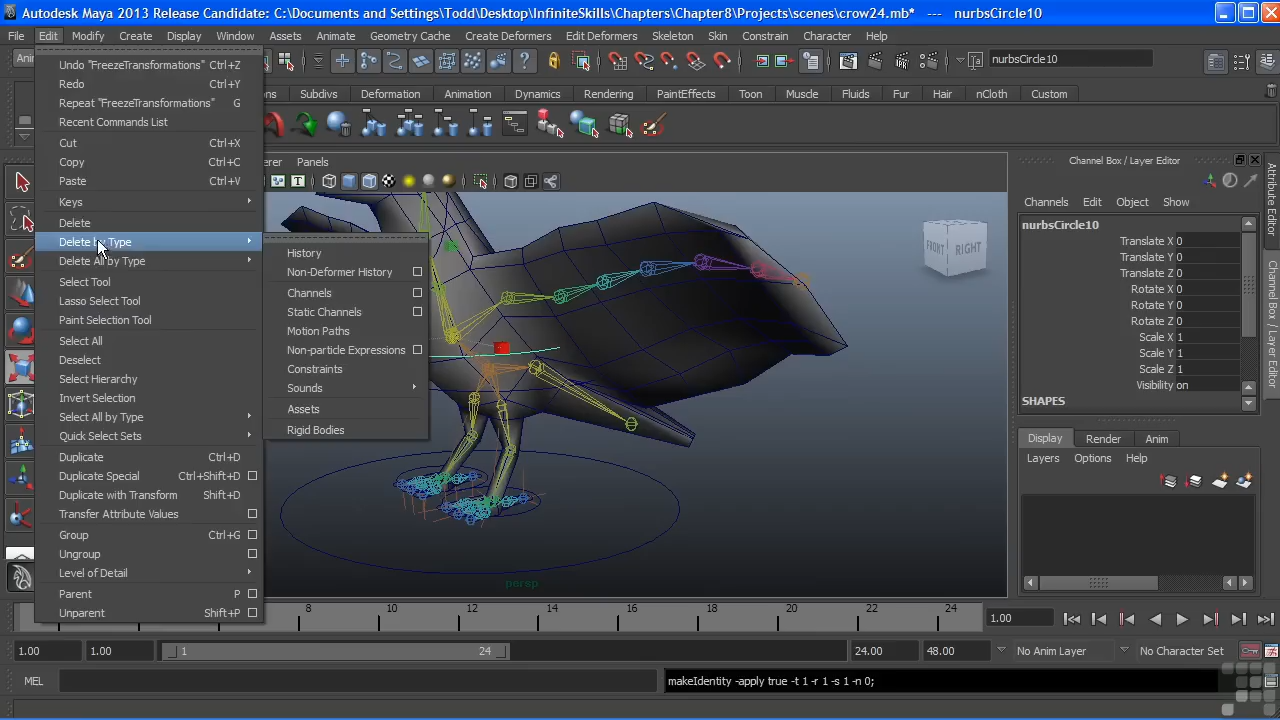 Autodesk Maya 2013 Release Candidate: C:\Documents and Settings\Todd\Desktop\InfiniteSkills\Chapters\Chapter8\Projects\scenes\crow24.mb* --- nurbsCircle10
File Edit Modify Create Display Window Assets Animate Geometry Cache Create Deformers Edit Deformers Skeleton Skin Constrain Character Help
nurbsCircle10
Subdivs Deformation Animation Dynamics Rendering PaintEffects Toon Muscle Fluids Fur Hair nCloth Custom
Panels
Undo "FreezeTransformations" Ctrl+Z
Redo Ctrl+Y
Repeat "FreezeTransformations" G
Recent Commands List
Cut Ctrl+X
Copy Ctrl+C
Paste Ctrl+V
Keys
Delete
Delete by Type
Delete All by Type
Select Tool
Lasso Select Tool
Paint Selection Tool
Select All
Deselect
Select Hierarchy
Invert Selection
Select All by Type
Quick Select Sets
Duplicate Ctrl+D
Duplicate Special Ctrl+Shift+D
Duplicate with Transform Shift+D
Transfer Attribute Values
Group Ctrl+G
Ungroup
Level of Detail
Parent P
Unparent Shift+P
History
Non-Deformer History
Channels
Static Channels
Motion Paths
Non-particle Expressions
Constraints
Sounds
Assets
Rigid Bodies
FRONT RIGHT
persp
Channel Box / Layer Editor
Channels Edit Object Show
nurbsCircle10
Translate X 0
Translate Y 0
Translate Z 0
Rotate X 0
Rotate Y 0
Rotate Z 0
Scale X 1
Scale Y 1
Scale Z 1
Visibility on
SHAPES
Display Render Anim
Layers Options Help
Attribute Editor
Channel Box / Layer Editor
8 10 12 14 16 18 20 22 24
1.00
1.00 1.00 1 24 24.00 48.00 No Anim Layer No Character Set
MEL makeIdentity -apply true -t 1 -r 1 -s 1 -n 0;